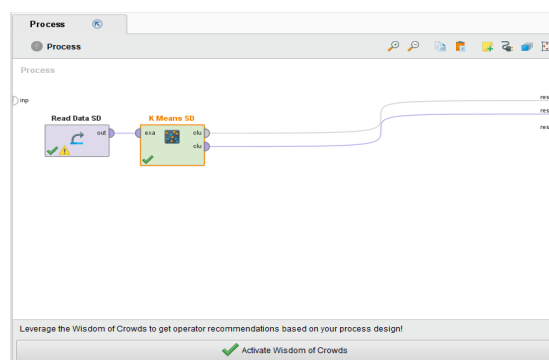 Process
Process
Process
inp
Read Data SD
out
K Means SD
exa
clu
clu
res
res
res
Leverage the Wisdom of Crowds to get operator recommendations based on your process design!
Activate Wisdom of Crowds